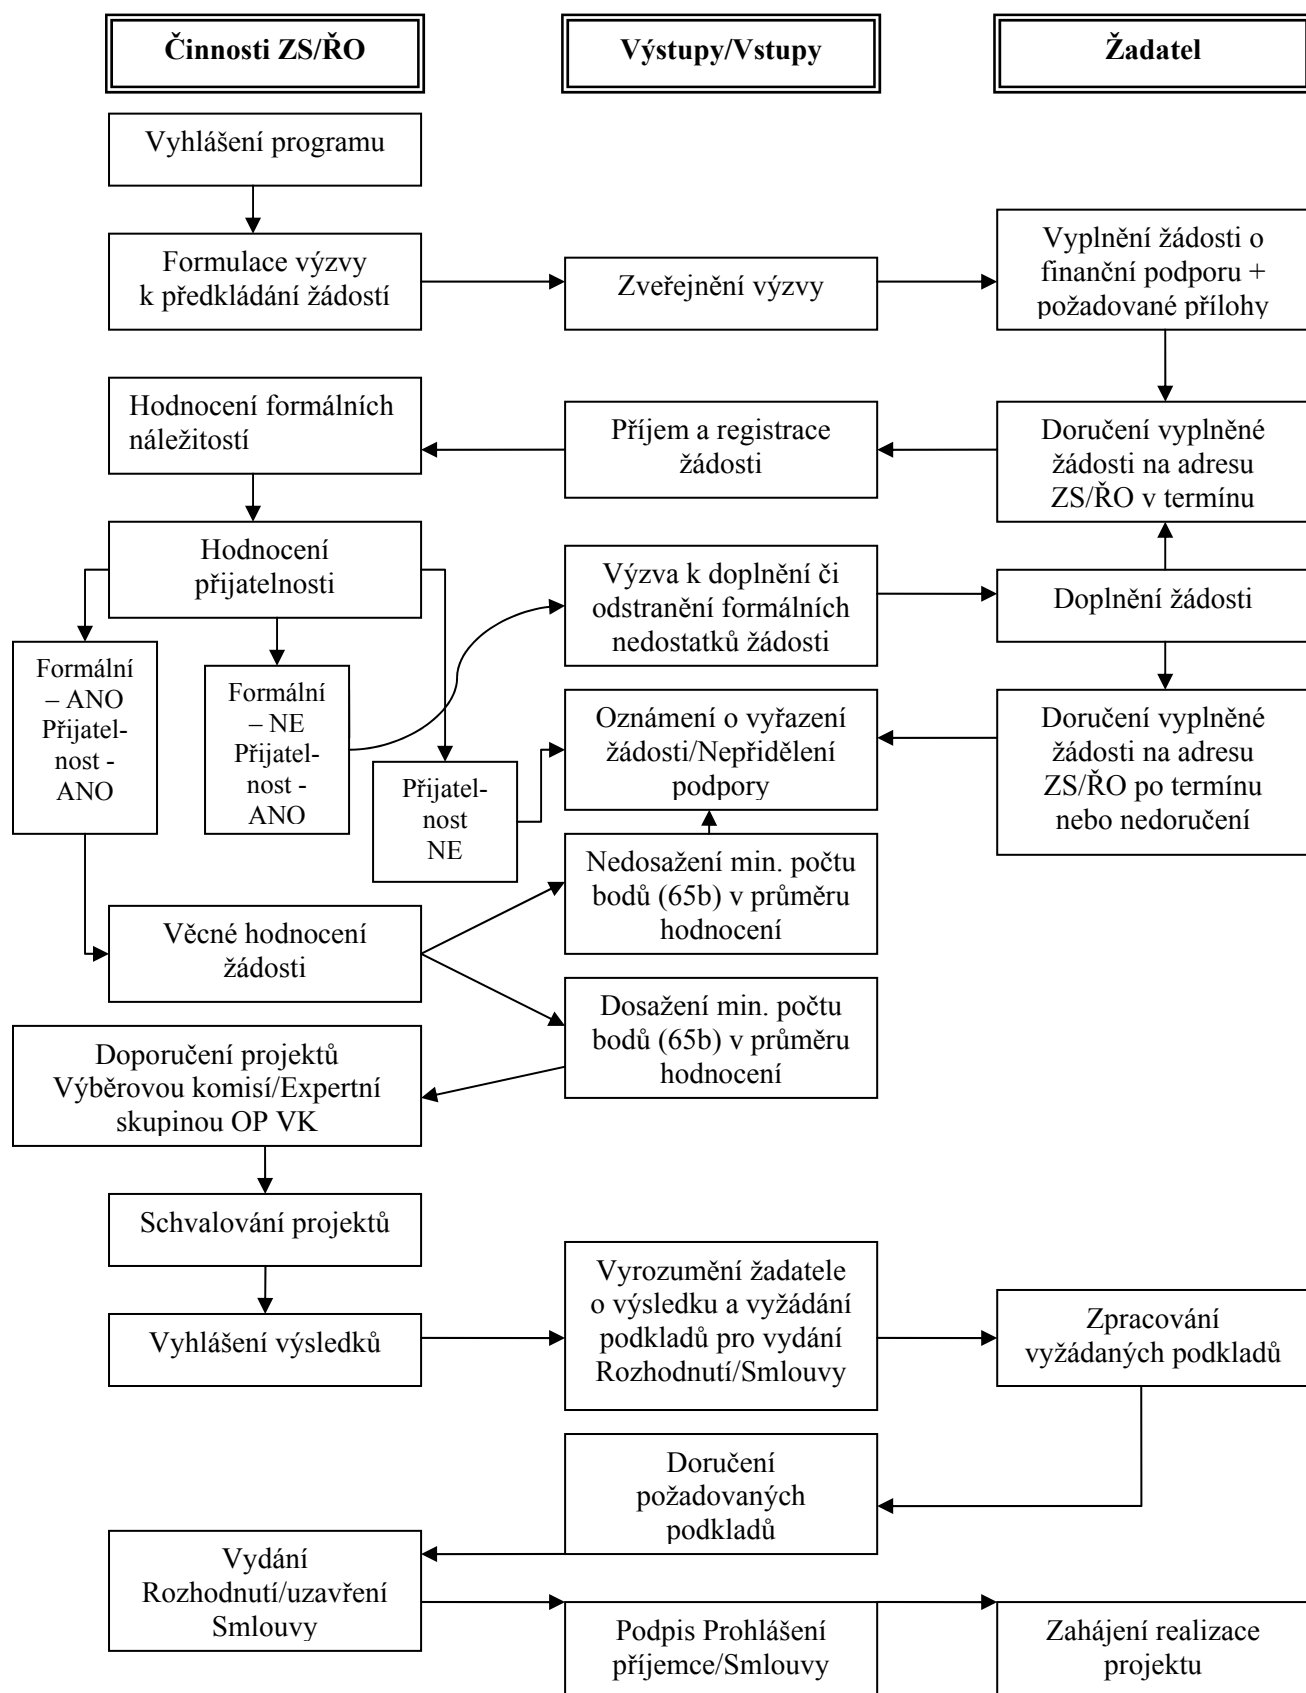 Činnosti ZS/ŘO
Výstupy/Vstupy
Žadatel
Vyhlášení programu
Formulace výzvy
k předkládání žádostí
Zveřejnění výzvy
Vyplnění žádosti o
finanční podporu +
požadované přílohy
Hodnocení formálních
náležitostí
Příjem a registrace
žádosti
Doručení vyplněné
žádosti na adresu
ZS/ŘO v termínu
Hodnocení
přijatelnosti
Výzva k doplnění či
odstranění formálních
nedostatků žádosti
Doplnění žádosti
Formální
– ANO
Přijatel-
nost -
ANO
Formální
– NE
Přijatel-
nost -
ANO
Přijatel-
nost
NE
Oznámení o vyřazení
žádosti/Nepřidělení
podpory
Doručení vyplněné
žádosti na adresu
ZS/ŘO po termínu
nebo nedoručení
Věcné hodnocení
žádosti
Nedosažení min. počtu
bodů (65b) v průměru
hodnocení
Dosažení min. počtu
bodů (65b) v průměru
hodnocení
Doporučení projektů
Výběrovou komisí/Expertní
skupinou OP VK
Schvalování projektů
Vyhlášení výsledků
Vyrozumění žadatele
o výsledku a vyžádání
podkladů pro vydání
Rozhodnutí/Smlouvy
Zpracování
vyžádaných podkladů
Doručení
požadovaných
podkladů
Vydání
Rozhodnutí/uzavření
Smlouvy
Podpis Prohlášení
příjemce/Smlouvy
Zahájení realizace
projektu